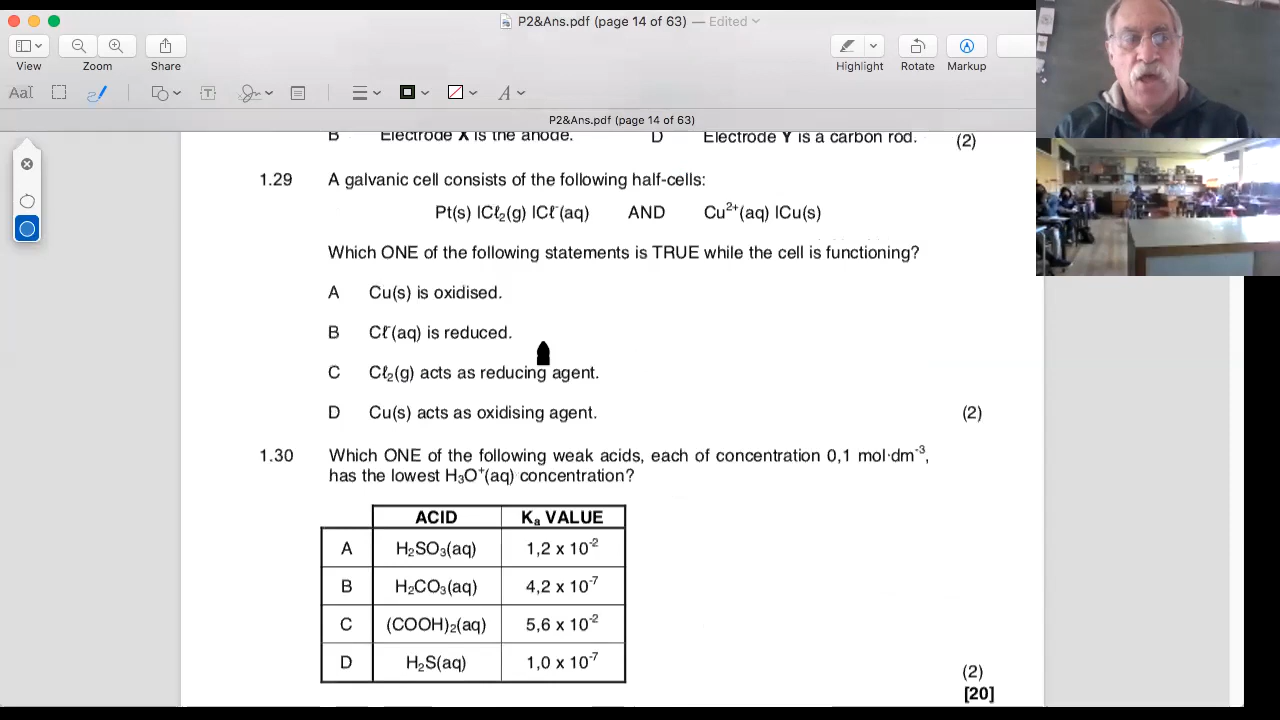 P2&Ans.pdf (page 14 of 63) — Edited
View
Zoom
Share
Highlight
Rotate
Markup
AaI
T
A
P2&Ans.pdf (page 14 of 63)
B Electrode X is the anode. D Electrode Y is a carbon rod. (2)
1.29 A galvanic cell consists of the following half-cells:
Pt(s) |Cℓ₂(g) |Cℓ⁻(aq) AND Cu²⁺(aq) |Cu(s)
Which ONE of the following statements is TRUE while the cell is functioning?
A Cu(s) is oxidised.
B Cℓ⁻(aq) is reduced.
C Cℓ₂(g) acts as reducing agent.
D Cu(s) acts as oxidising agent. (2)
1.30 Which ONE of the following weak acids, each of concentration 0,1 mol·dm⁻³,
has the lowest H₃O⁺(aq) concentration?
ACID Kₐ VALUE
A H₂SO₃(aq) 1,2 x 10⁻²
B H₂CO₃(aq) 4,2 x 10⁻⁷
C (COOH)₂(aq) 5,6 x 10⁻²
D H₂S(aq) 1,0 x 10⁻⁷
(2)
[20]